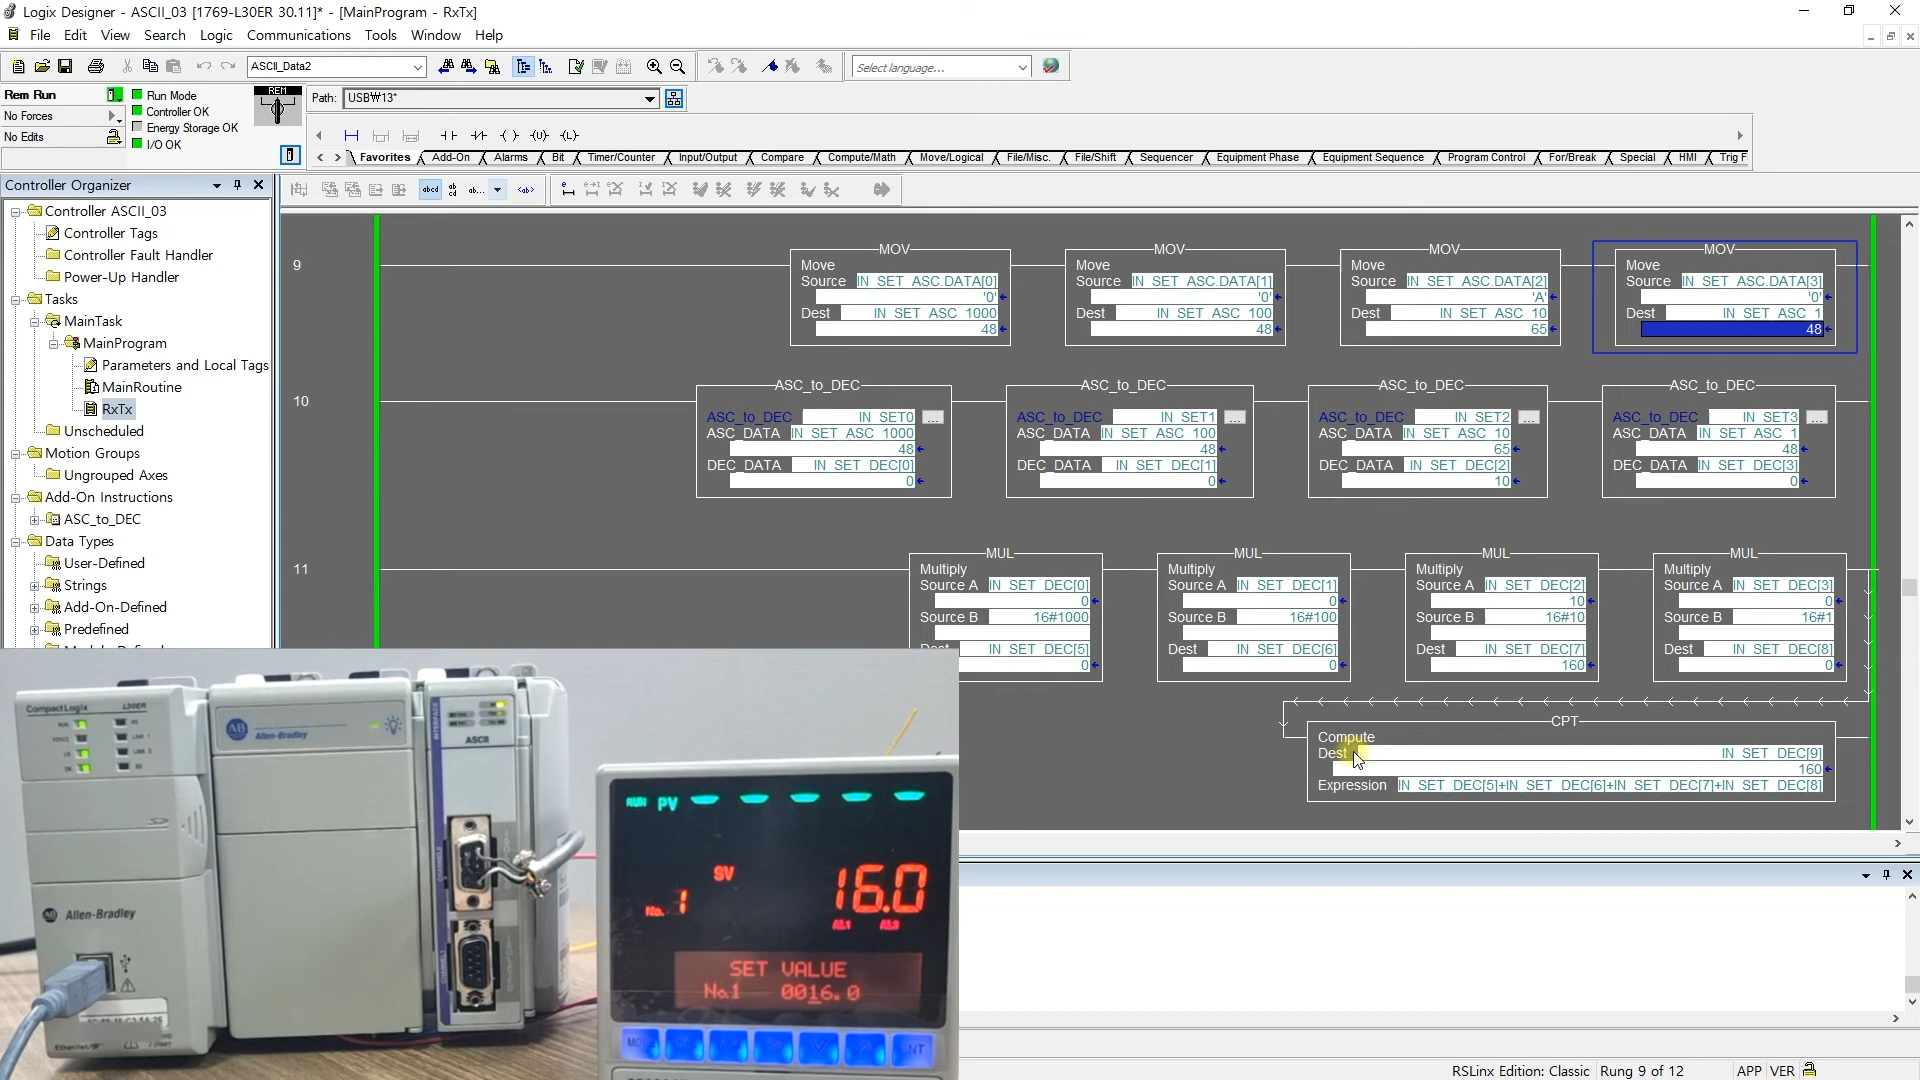 Logix Designer - ASCII_03 [1769-L30ER 30.11]* - [MainProgram - RxTx]
File Edit View Search Logic Communications Tools Window Help
ASCII_Data2
Select language...
Rem Run
No Forces
No Edits
Run Mode
Controller OK
Energy Storage OK
I/O OK
REM
Path: USB₩13*
Favorites Add-On Alarms Bit Timer/Counter Input/Output Compare Compute/Math Move/Logical File/Misc. File/Shift Sequencer Equipment Phase Equipment Sequence Program Control For/Break Special HMI Trig F
Controller Organizer
Controller ASCII_03
Controller Tags
Controller Fault Handler
Power-Up Handler
Tasks
MainTask
MainProgram
Parameters and Local Tags
MainRoutine
RxTx
Unscheduled
Motion Groups
Ungrouped Axes
Add-On Instructions
ASC_to_DEC
Data Types
User-Defined
Strings
Add-On-Defined
Predefined
9
MOV MOV MOV MOV
Move Move Move Move
Source IN_SET_ASC.DATA[0] Source IN_SET_ASC.DATA[1] Source IN_SET_ASC.DATA[2] Source IN_SET_ASC.DATA[3]
'0' '0' 'A' '0'
Dest IN_SET_ASC_1000 Dest IN_SET_ASC_100 Dest IN_SET_ASC_10 Dest IN_SET_ASC_1
48 48 65 48
10
ASC_to_DEC ASC_to_DEC ASC_to_DEC ASC_to_DEC
ASC_to_DEC IN_SET0 ... ASC_to_DEC IN_SET1 ... ASC_to_DEC IN_SET2 ... ASC_to_DEC IN_SET3 ...
ASC_DATA IN_SET_ASC_1000 ASC_DATA IN_SET_ASC_100 ASC_DATA IN_SET_ASC_10 ASC_DATA IN_SET_ASC_1
48 48 65 48
DEC_DATA IN_SET_DEC[0] DEC_DATA IN_SET_DEC[1] DEC_DATA IN_SET_DEC[2] DEC_DATA IN_SET_DEC[3]
0 0 10 0
11
MUL MUL MUL MUL
Multiply Multiply Multiply Multiply
Source A IN_SET_DEC[0] Source A IN_SET_DEC[1] Source A IN_SET_DEC[2] Source A IN_SET_DEC[3]
0 0 10 0
Source B 16#1000 Source B 16#100 Source B 16#10 Source B 16#1
Dest IN_SET_DEC[5] Dest IN_SET_DEC[6] Dest IN_SET_DEC[7] Dest IN_SET_DEC[8]
0 0 160 0
CPT
Compute
Dest IN_SET_DEC[9]
160
Expression IN_SET_DEC[5]+IN_SET_DEC[6]+IN_SET_DEC[7]+IN_SET_DEC[8]
CompactLogix L30ER
AB Allen-Bradley
INTERFACE
ASCII
Allen-Bradley
EtherNet/IP
RUN PV
SV
No. 1 16.0
SET VALUE
No.1 0016.0
RSLinx Edition: Classic Rung 9 of 12 APP VER